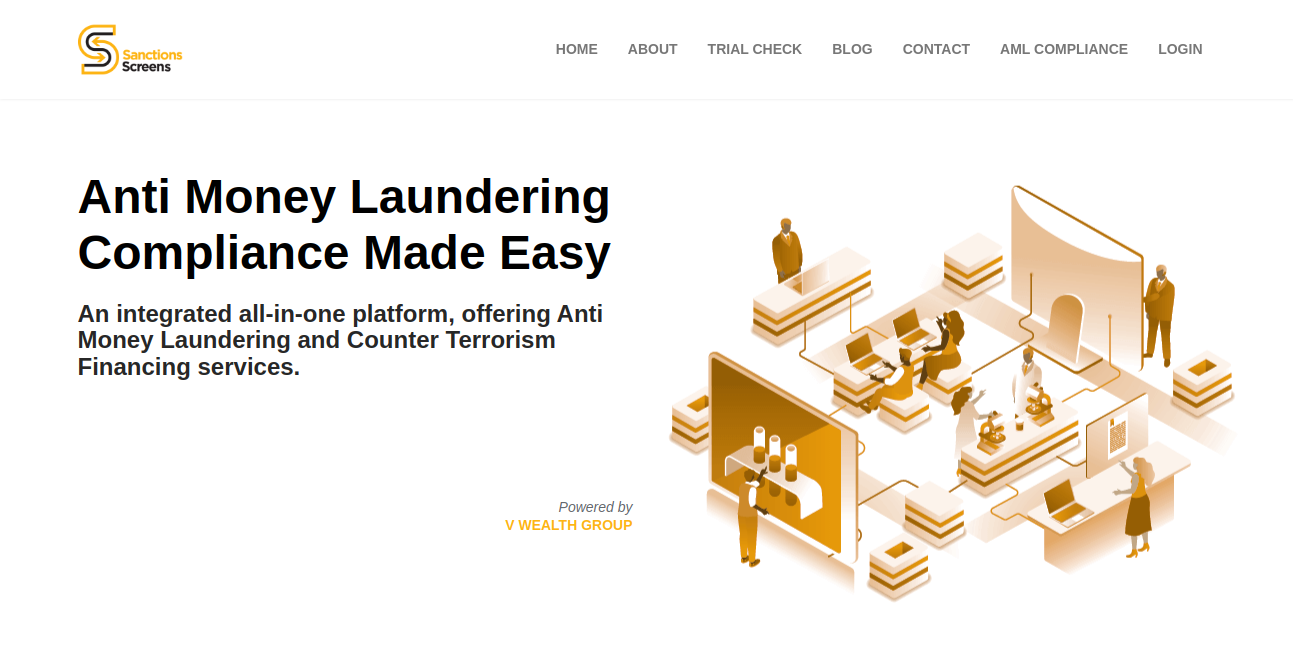 Sanctions
Screens
HOME ABOUT TRIAL CHECK BLOG CONTACT AML COMPLIANCE LOGIN
Anti Money Laundering
Compliance Made Easy
An integrated all-in-one platform, offering Anti
Money Laundering and Counter Terrorism
Financing services.
Powered by
V WEALTH GROUP